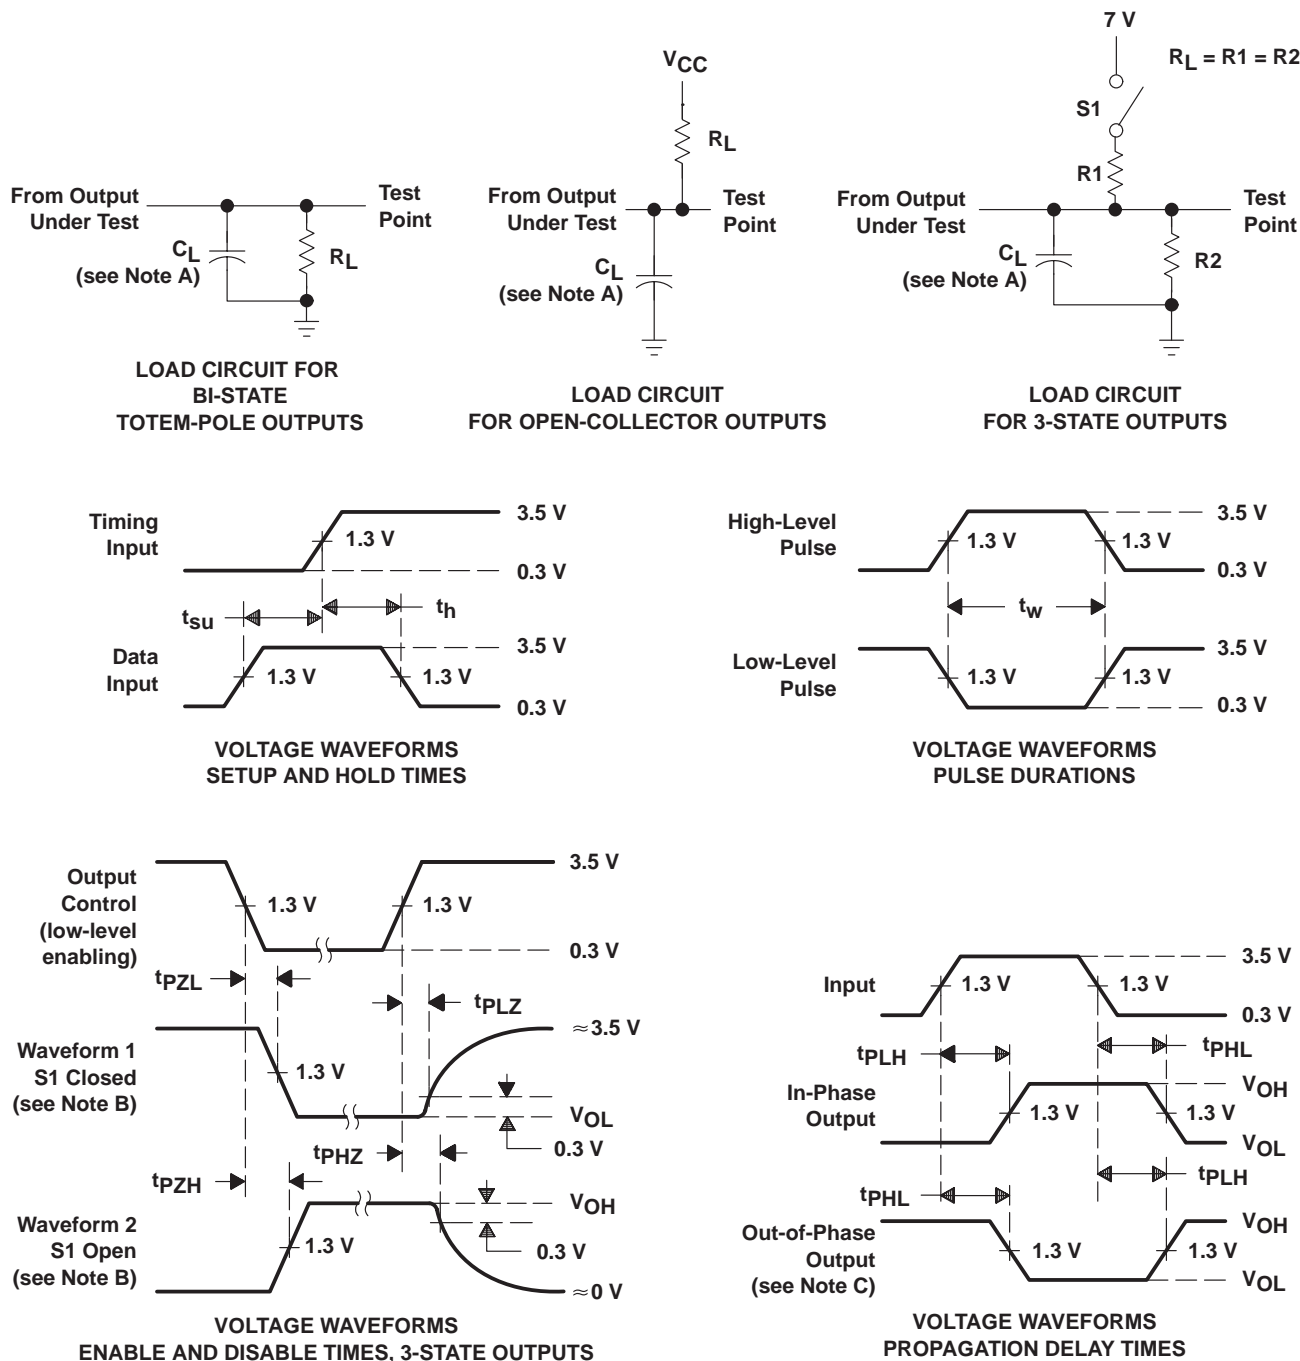 7 V
RL = R1 = R2
VCC
S1
RL
R1
From Output
Under Test
Test
Point
From Output
Under Test
Test
Point
From Output
Under Test
Test
Point
CL
(see Note A)
RL
CL
(see Note A)
CL
(see Note A)
R2
LOAD CIRCUIT FOR
BI-STATE
TOTEM-POLE OUTPUTS
LOAD CIRCUIT
FOR OPEN-COLLECTOR OUTPUTS
LOAD CIRCUIT
FOR 3-STATE OUTPUTS
Timing
Input
1.3 V
3.5 V
0.3 V
tsu
th
Data
Input
1.3 V
1.3 V
3.5 V
0.3 V
VOLTAGE WAVEFORMS
SETUP AND HOLD TIMES
High-Level
Pulse
1.3 V
1.3 V
3.5 V
0.3 V
tw
Low-Level
Pulse
1.3 V
1.3 V
3.5 V
0.3 V
VOLTAGE WAVEFORMS
PULSE DURATIONS
Output
Control
(low-level
enabling)
1.3 V
1.3 V
3.5 V
0.3 V
tPZL
tPLZ
Waveform 1
S1 Closed
(see Note B)
1.3 V
≈3.5 V
VOL
0.3 V
tPHZ
tPZH
Waveform 2
S1 Open
(see Note B)
1.3 V
VOH
0.3 V
≈0 V
VOLTAGE WAVEFORMS
ENABLE AND DISABLE TIMES, 3-STATE OUTPUTS
Input
1.3 V
1.3 V
3.5 V
0.3 V
tPLH
tPHL
In-Phase
Output
1.3 V
1.3 V
VOH
VOL
tPHL
tPLH
Out-of-Phase
Output
(see Note C)
1.3 V
1.3 V
VOH
VOL
VOLTAGE WAVEFORMS
PROPAGATION DELAY TIMES